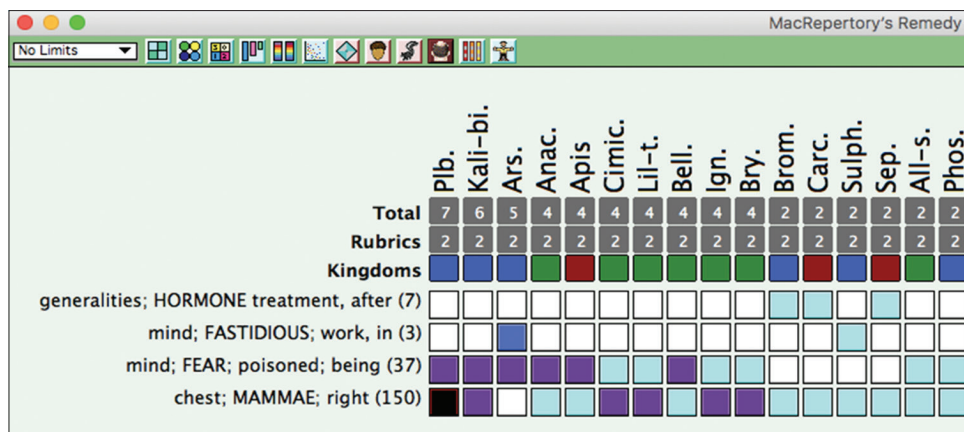 MacRepertory's Remedy
No Limits
Plb. Kali-bi. Ars. Anac. Apis Cimic. Lil-t. Bell. Ign. Bry. Brom. Carc. Sulph. Sep. All-s. Phos.
Total 7 6 5 4 4 4 4 4 4 4 2 2 2 2 2 2
Rubrics 2 2 2 2 2 2 2 2 2 2 2 2 2 2 2 2
Kingdoms
generalities; HORMONE treatment, after (7)
mind; FASTIDIOUS; work, in (3)
mind; FEAR; poisoned; being (37)
chest; MAMMAE; right (150)